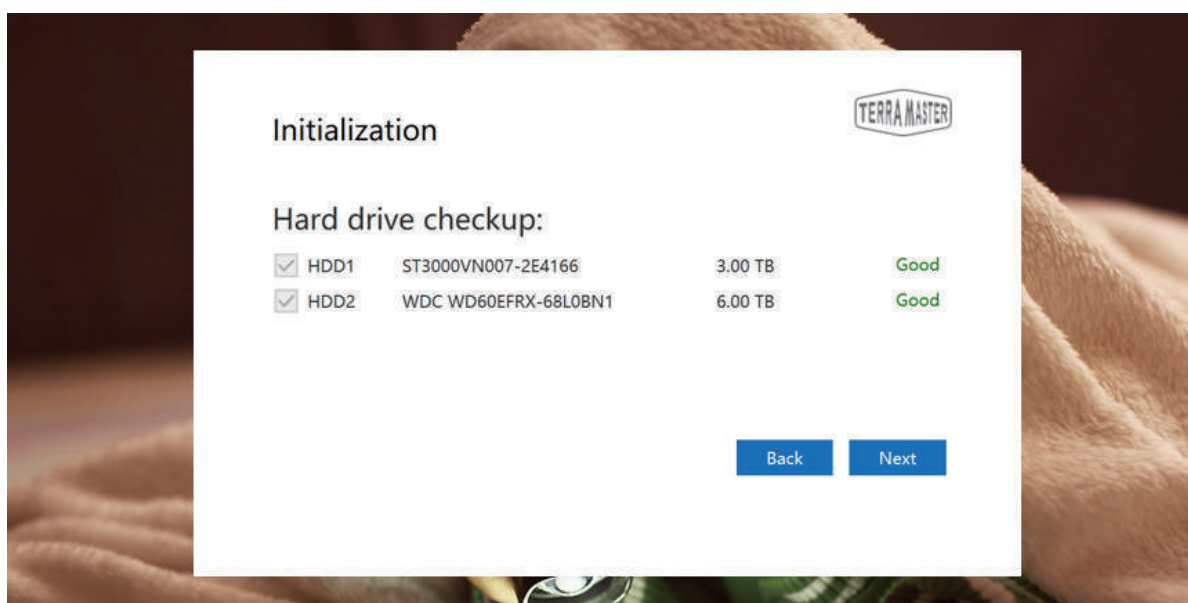 TERRA MASTER
Initialization
Hard drive checkup:
HDD1 ST3000VN007-2E4166 3.00 TB Good
HDD2 WDC WD60EFRX-68L0BN1 6.00 TB Good
Back Next